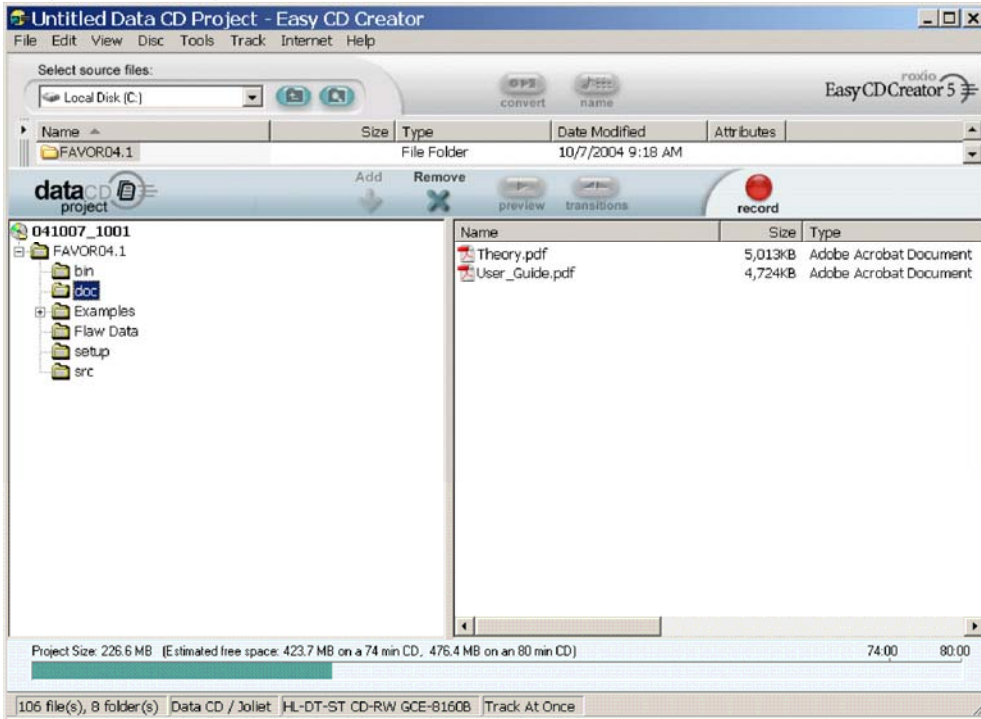 Untitled Data CD Project - Easy CD Creator
File Edit View Disc Tools Track Internet Help
Select source files:
Local Disk (C:)
convert
name
roxio
Easy CD Creator 5
Name Size Type Date Modified Attributes
FAVOR04.1 File Folder 10/7/2004 9:18 AM
data CD project
Add Remove preview transitions record
041007_1001
FAVOR04.1
bin
doc
Examples
Flaw Data
setup
src
Name Size Type
Theory.pdf 5,013KB Adobe Acrobat Document
User_Guide.pdf 4,724KB Adobe Acrobat Document
Project Size: 226.6 MB (Estimated free space: 423.7 MB on a 74 min CD, 476.4 MB on an 80 min CD) 74:00 80:00
106 file(s), 8 folder(s) Data CD / Joliet HL-DT-ST CD-RW GCE-8160B Track At Once